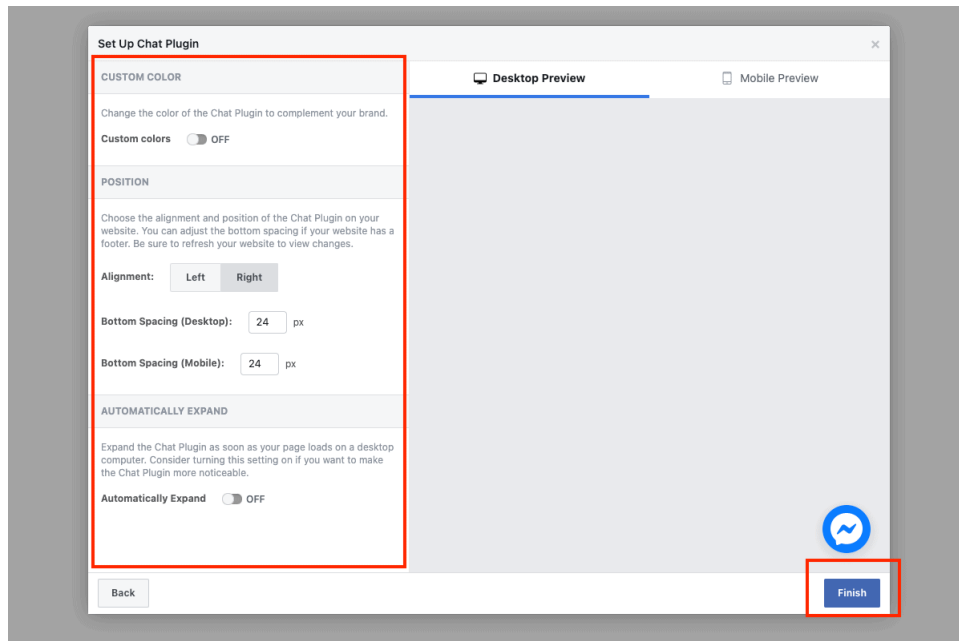 Set Up Chat Plugin
CUSTOM COLOR
Change the color of the Chat Plugin to complement your brand.
Custom colors OFF
POSITION
Choose the alignment and position of the Chat Plugin on your
website. You can adjust the bottom spacing if your website has a
footer. Be sure to refresh your website to view changes.
Alignment: Left Right
Bottom Spacing (Desktop): 24 px
Bottom Spacing (Mobile): 24 px
AUTOMATICALLY EXPAND
Expand the Chat Plugin as soon as your page loads on a desktop
computer. Consider turning this setting on if you want to make
the Chat Plugin more noticeable.
Automatically Expand OFF
Desktop Preview
Mobile Preview
Back
Finish